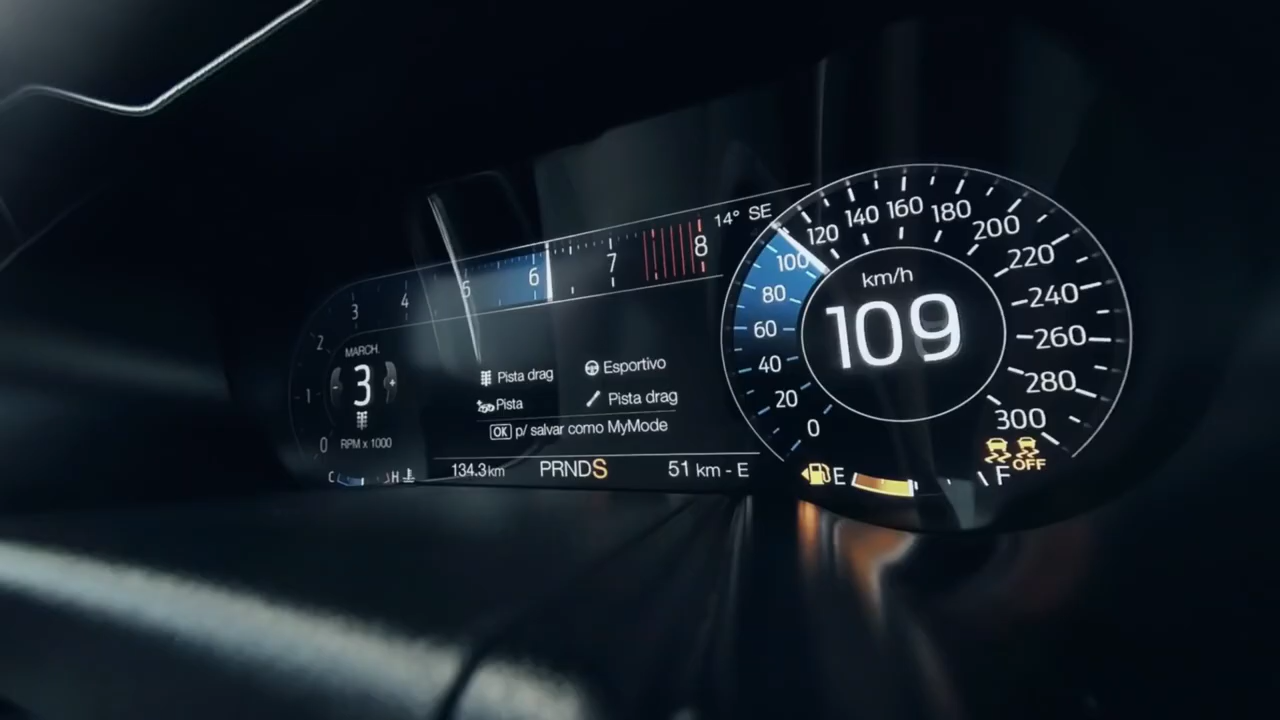 0 1 2 3 4 5 6 7 8
14° SE
MARCH.
3
RPM x 1000
C H
Pista drag
Esportivo
Pista
Pista drag
OK p/ salvar como MyMode
134.3 km PRNDS 51 km - E
0 20 40 60 80 100 120 140 160 180 200 220 240 260 280 300
km/h
109
OFF
E F